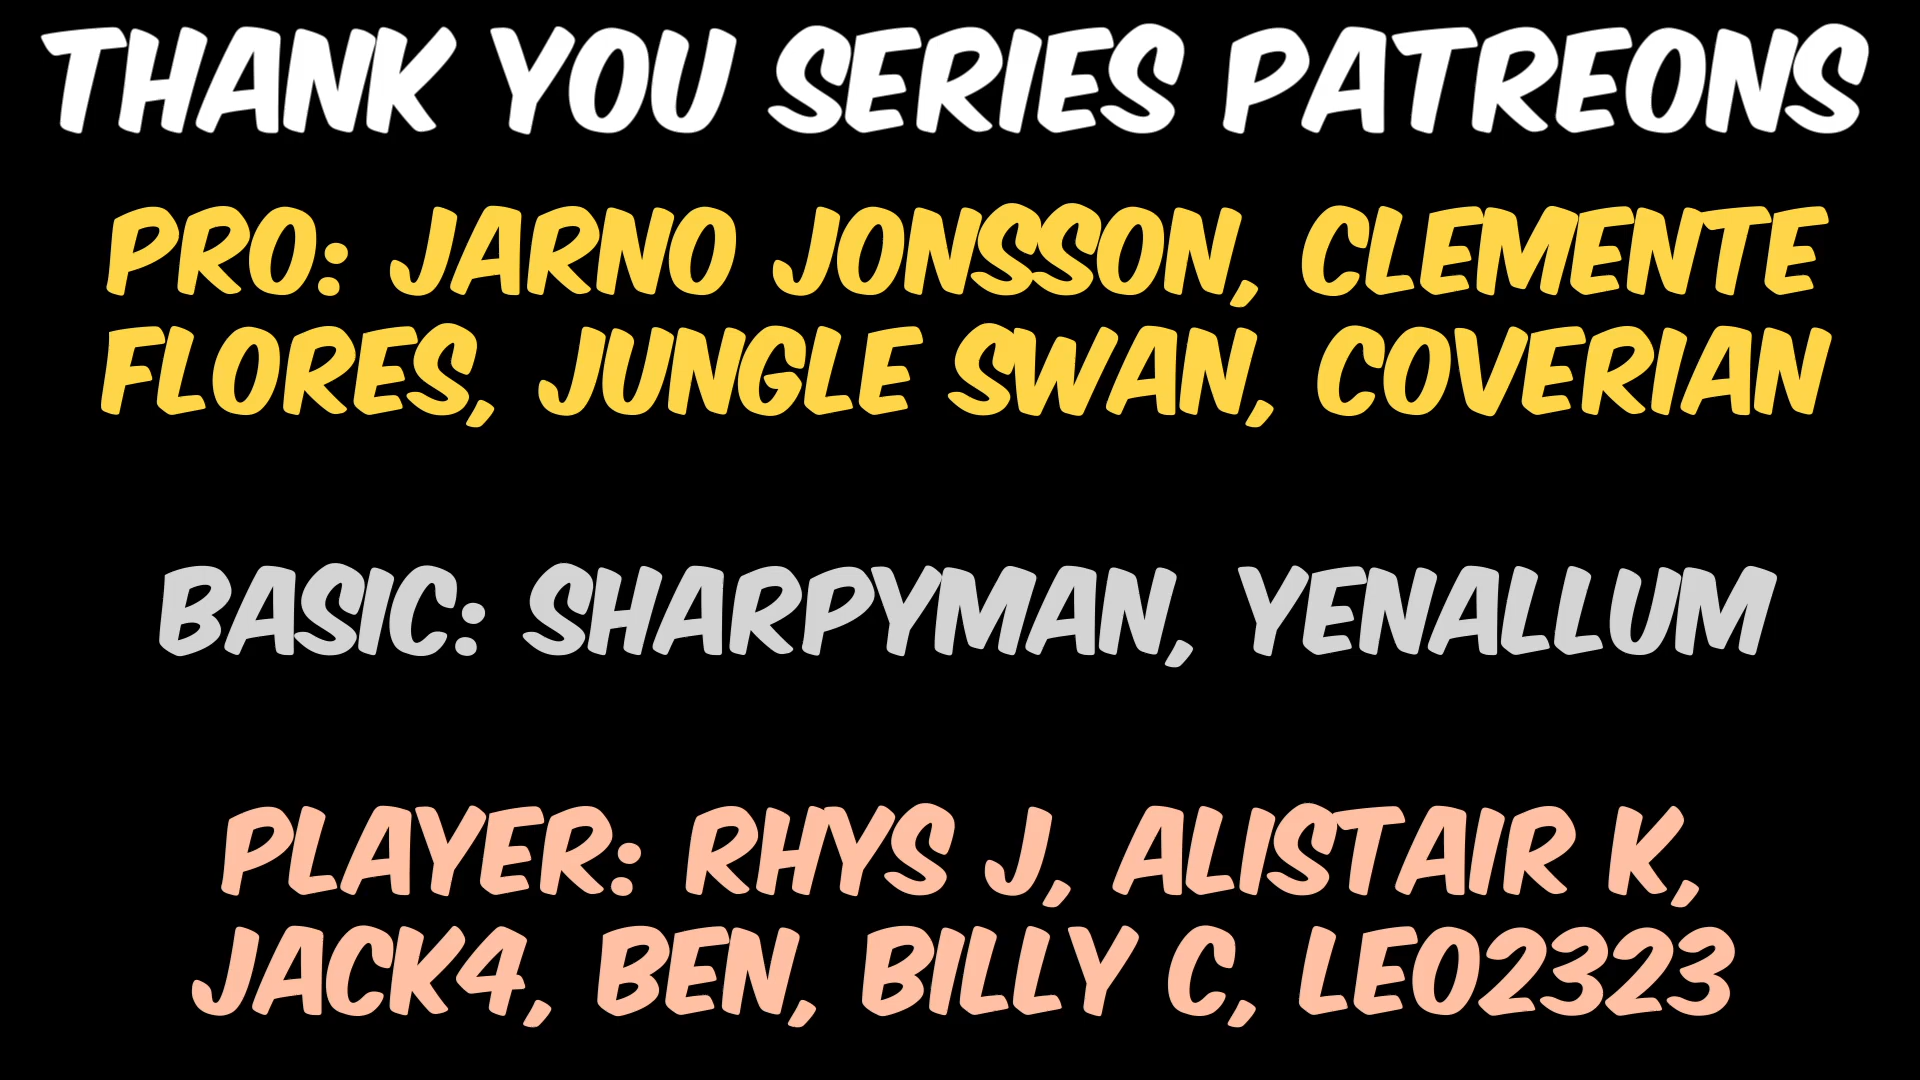 THANK YOU SERIES PATREONS
PRO: JARNO JONSSON, CLEMENTE
FLORES, JUNGLE SWAN, COVERIAN
BASIC: SHARPYMAN, YENALLUM
PLAYER: RHYS J, ALISTAIR K,
JACK4, BEN, BILLY C, LEO2323